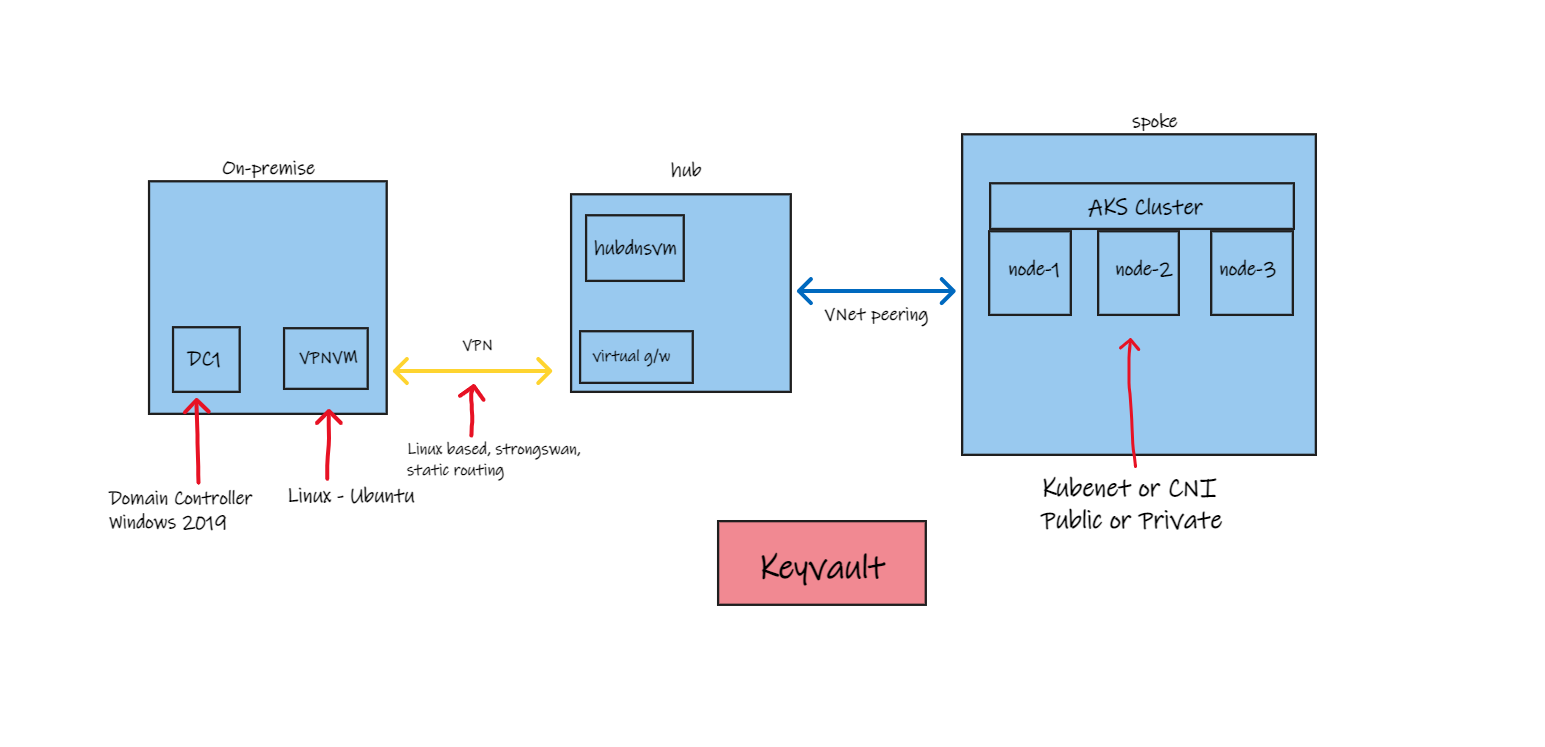 On-premise
DC1
VPNVM
Domain Controller
Windows 2019
Linux - Ubuntu
VPN
Linux based, strongswan,
static routing
hub
hubdnsvm
virtual g/w
VNet peering
spoke
AKS Cluster
node-1
node-2
node-3
Kubenet or CNI
Public or Private
Keyvault